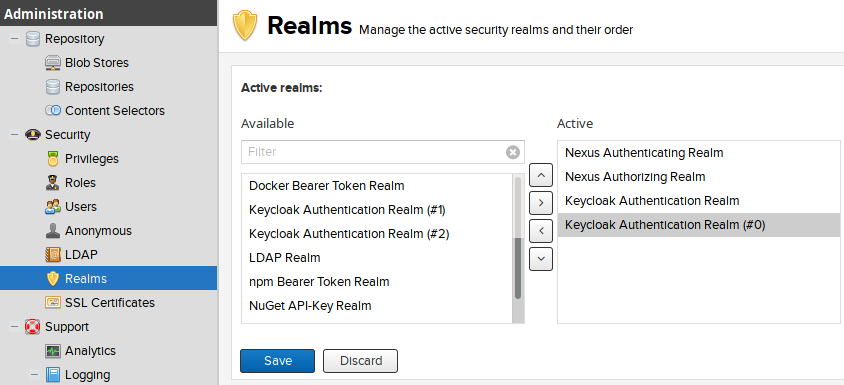 Administration
Repository
Blob Stores
Repositories
Content Selectors
Security
Privileges
Roles
Users
Anonymous
LDAP
Realms
SSL Certificates
Support
Analytics
Logging
Realms Manage the active security realms and their order
Active realms:
Available
Filter
Docker Bearer Token Realm
Keycloak Authentication Realm (#1)
Keycloak Authentication Realm (#2)
LDAP Realm
npm Bearer Token Realm
NuGet API-Key Realm
Active
Nexus Authenticating Realm
Nexus Authorizing Realm
Keycloak Authentication Realm
Keycloak Authentication Realm (#0)
Save
Discard